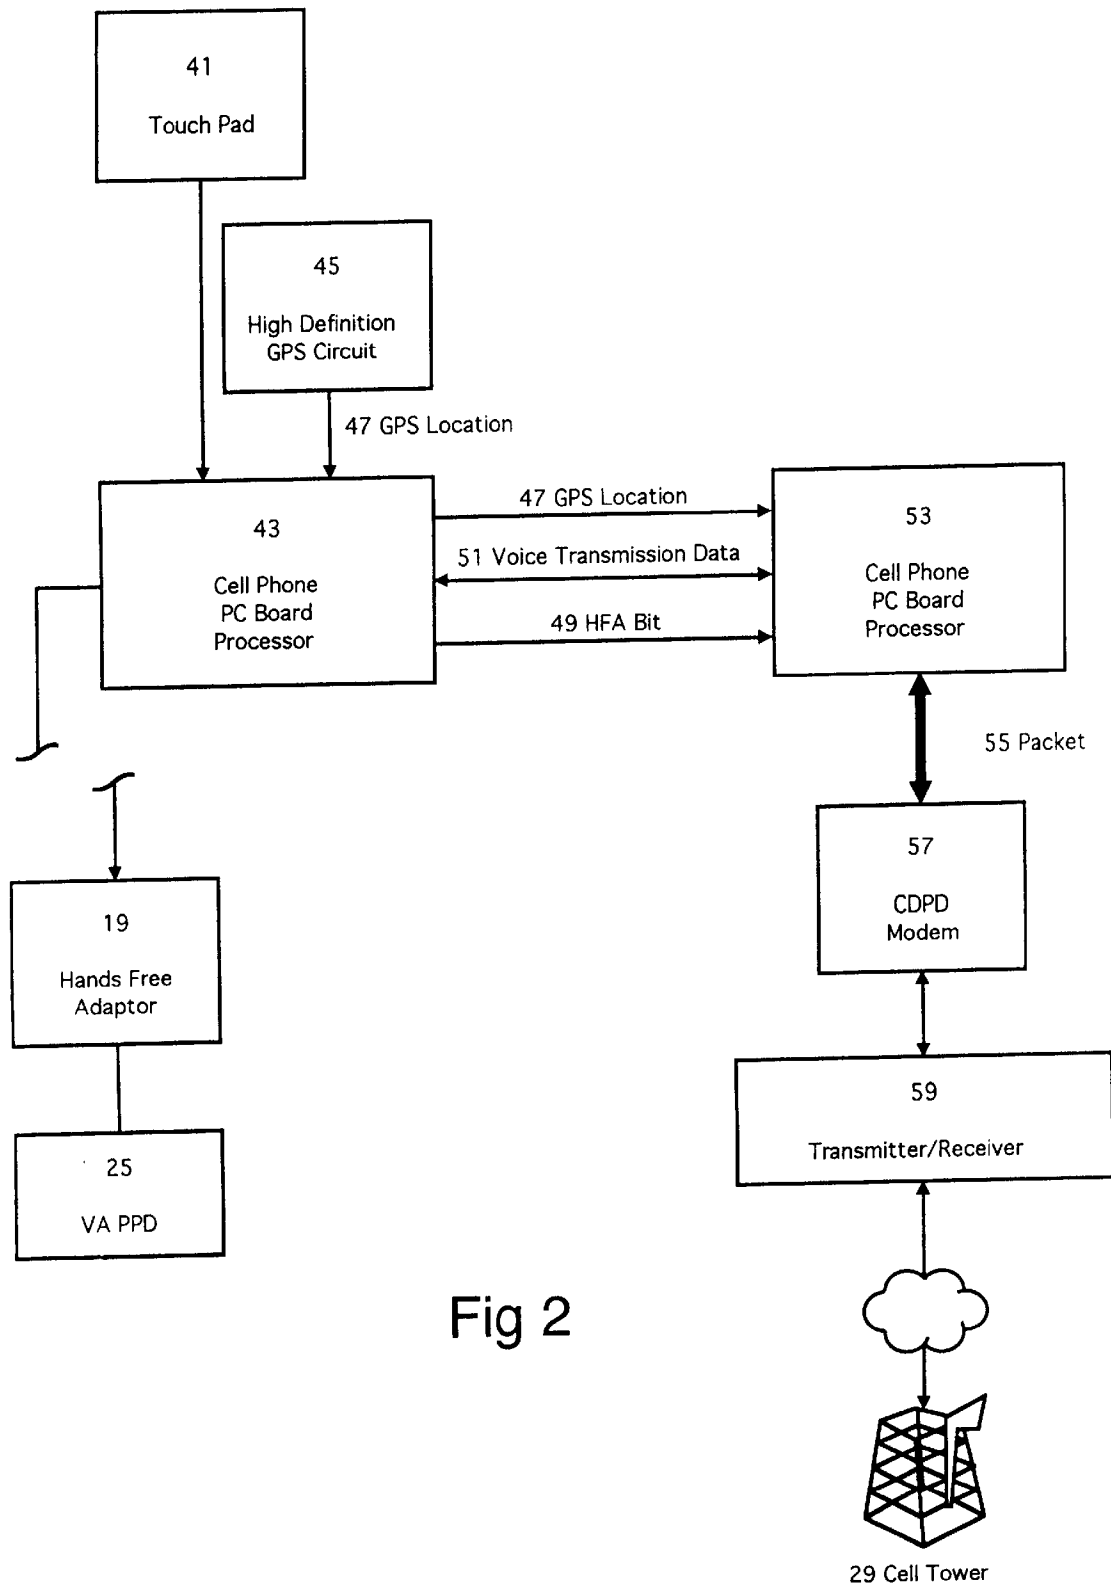 41
Touch Pad
45
High Definition
GPS Circuit
47 GPS Location
43
Cell Phone
PC Board
Processor
47 GPS Location
51 Voice Transmission Data
49 HFA Bit
53
Cell Phone
PC Board
Processor
55 Packet
57
CDPD
Modem
19
Hands Free
Adaptor
59
Transmitter/Receiver
25
VA PPD
Fig 2
29 Cell Tower